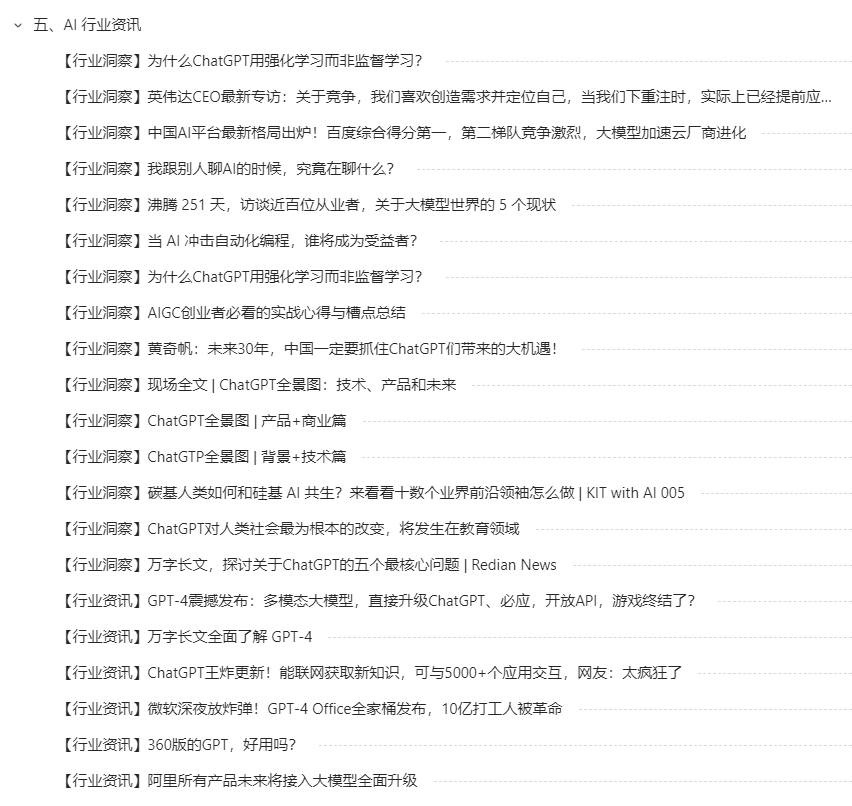 五、AI 行业资讯
【行业洞察】为什么ChatGPT用强化学习而非监督学习？
【行业洞察】英伟达CEO最新专访：关于竞争，我们喜欢创造需求并定位自己，当我们下重注时，实际上已经提前应...
【行业洞察】中国AI平台最新格局出炉！百度综合得分第一，第二梯队竞争激烈，大模型加速云厂商进化
【行业洞察】我跟别人聊AI的时候，究竟在聊什么？
【行业洞察】沸腾 251 天，访谈近百位从业者，关于大模型世界的 5 个现状
【行业洞察】当 AI 冲击自动化编程，谁将成为受益者？
【行业洞察】为什么ChatGPT用强化学习而非监督学习？
【行业洞察】AIGC创业者必看的实战心得与槽点总结
【行业洞察】黄奇帆：未来30年，中国一定要抓住ChatGPT们带来的大机遇！
【行业洞察】现场全文 | ChatGPT全景图：技术、产品和未来
【行业洞察】ChatGPT全景图 | 产品+商业篇
【行业洞察】ChatGTP全景图 | 背景+技术篇
【行业洞察】碳基人类如何和硅基 AI 共生？来看看十数个业界前沿领袖怎么做 | KIT with AI 005
【行业洞察】ChatGPT对人类社会最为根本的改变，将发生在教育领域
【行业洞察】万字长文，探讨关于ChatGPT的五个最核心问题 | Redian News
【行业资讯】GPT-4震撼发布：多模态大模型，直接升级ChatGPT、必应，开放API，游戏终结了？
【行业资讯】万字长文全面了解 GPT-4
【行业资讯】ChatGPT王炸更新！能联网获取新知识，可与5000+个应用交互，网友：太疯狂了
【行业资讯】微软深夜放炸弹！GPT-4 Office全家桶发布，10亿打工人被革命
【行业资讯】360版的GPT，好用吗？
【行业资讯】阿里所有产品未来将接入大模型全面升级